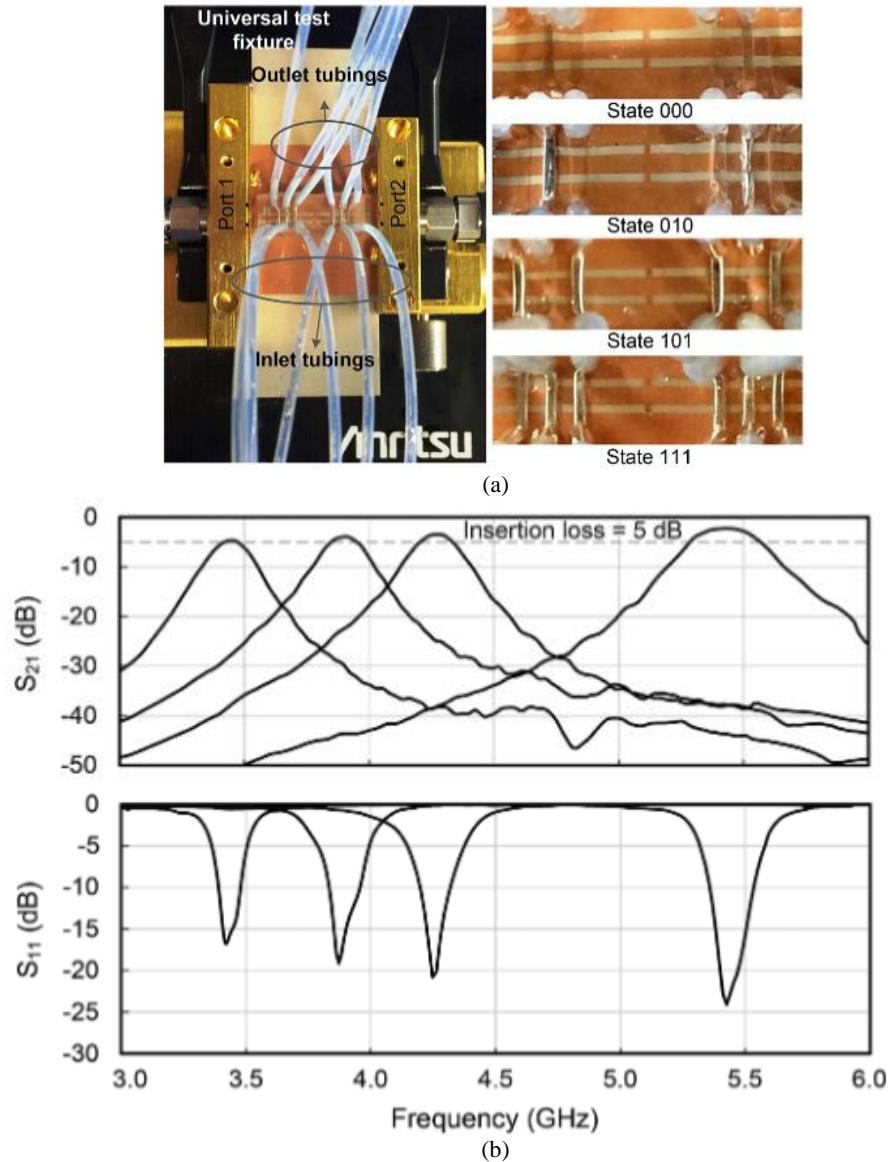 Universal test
fixture
Outlet tubings
Port 1
Port2
Inlet tubings
Anritsu
State 000
State 010
State 101
State 111
(a)
Insertion loss = 5 dB
0
-10
-20
-30
-40
-50
S21 (dB)
0
-5
-10
-15
-20
-25
-30
S11 (dB)
3.0 3.5 4.0 4.5 5.0 5.5 6.0
Frequency (GHz)
(b)